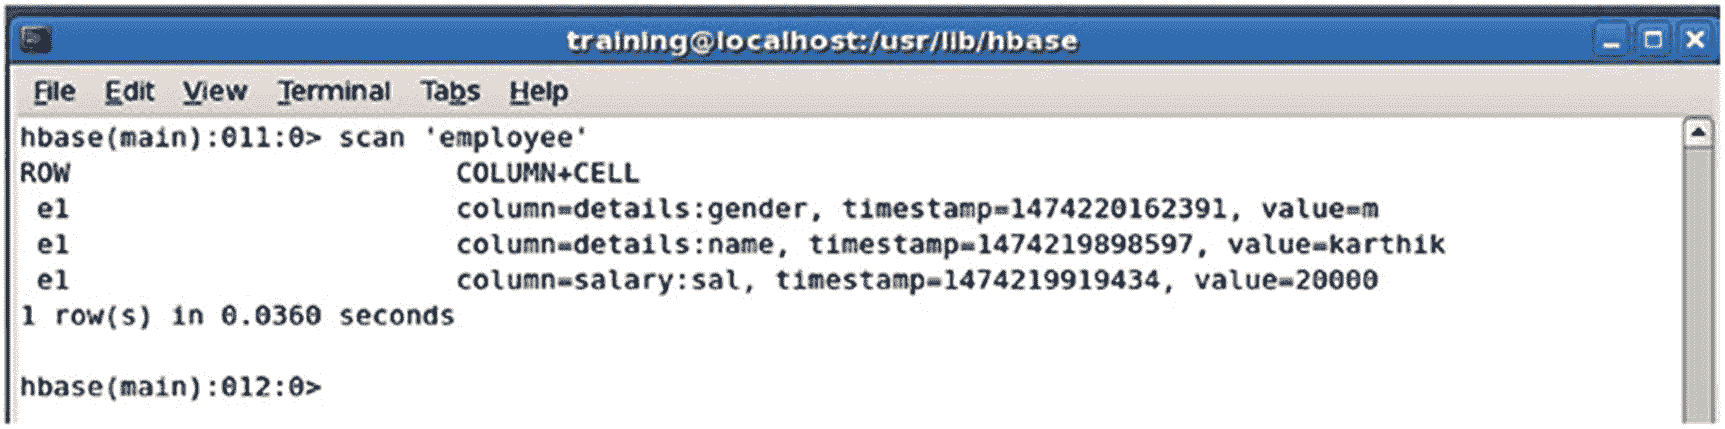 training@localhost:/usr/lib/hbase
File Edit View Terminal Tabs Help
hbase(main):011:0> scan 'employee'
ROW COLUMN+CELL
e1 column=details:gender, timestamp=1474220162391, value=m
e1 column=details:name, timestamp=1474219898597, value=karthik
e1 column=salary:sal, timestamp=1474219919434, value=20000
1 row(s) in 0.0360 seconds
hbase(main):012:0>